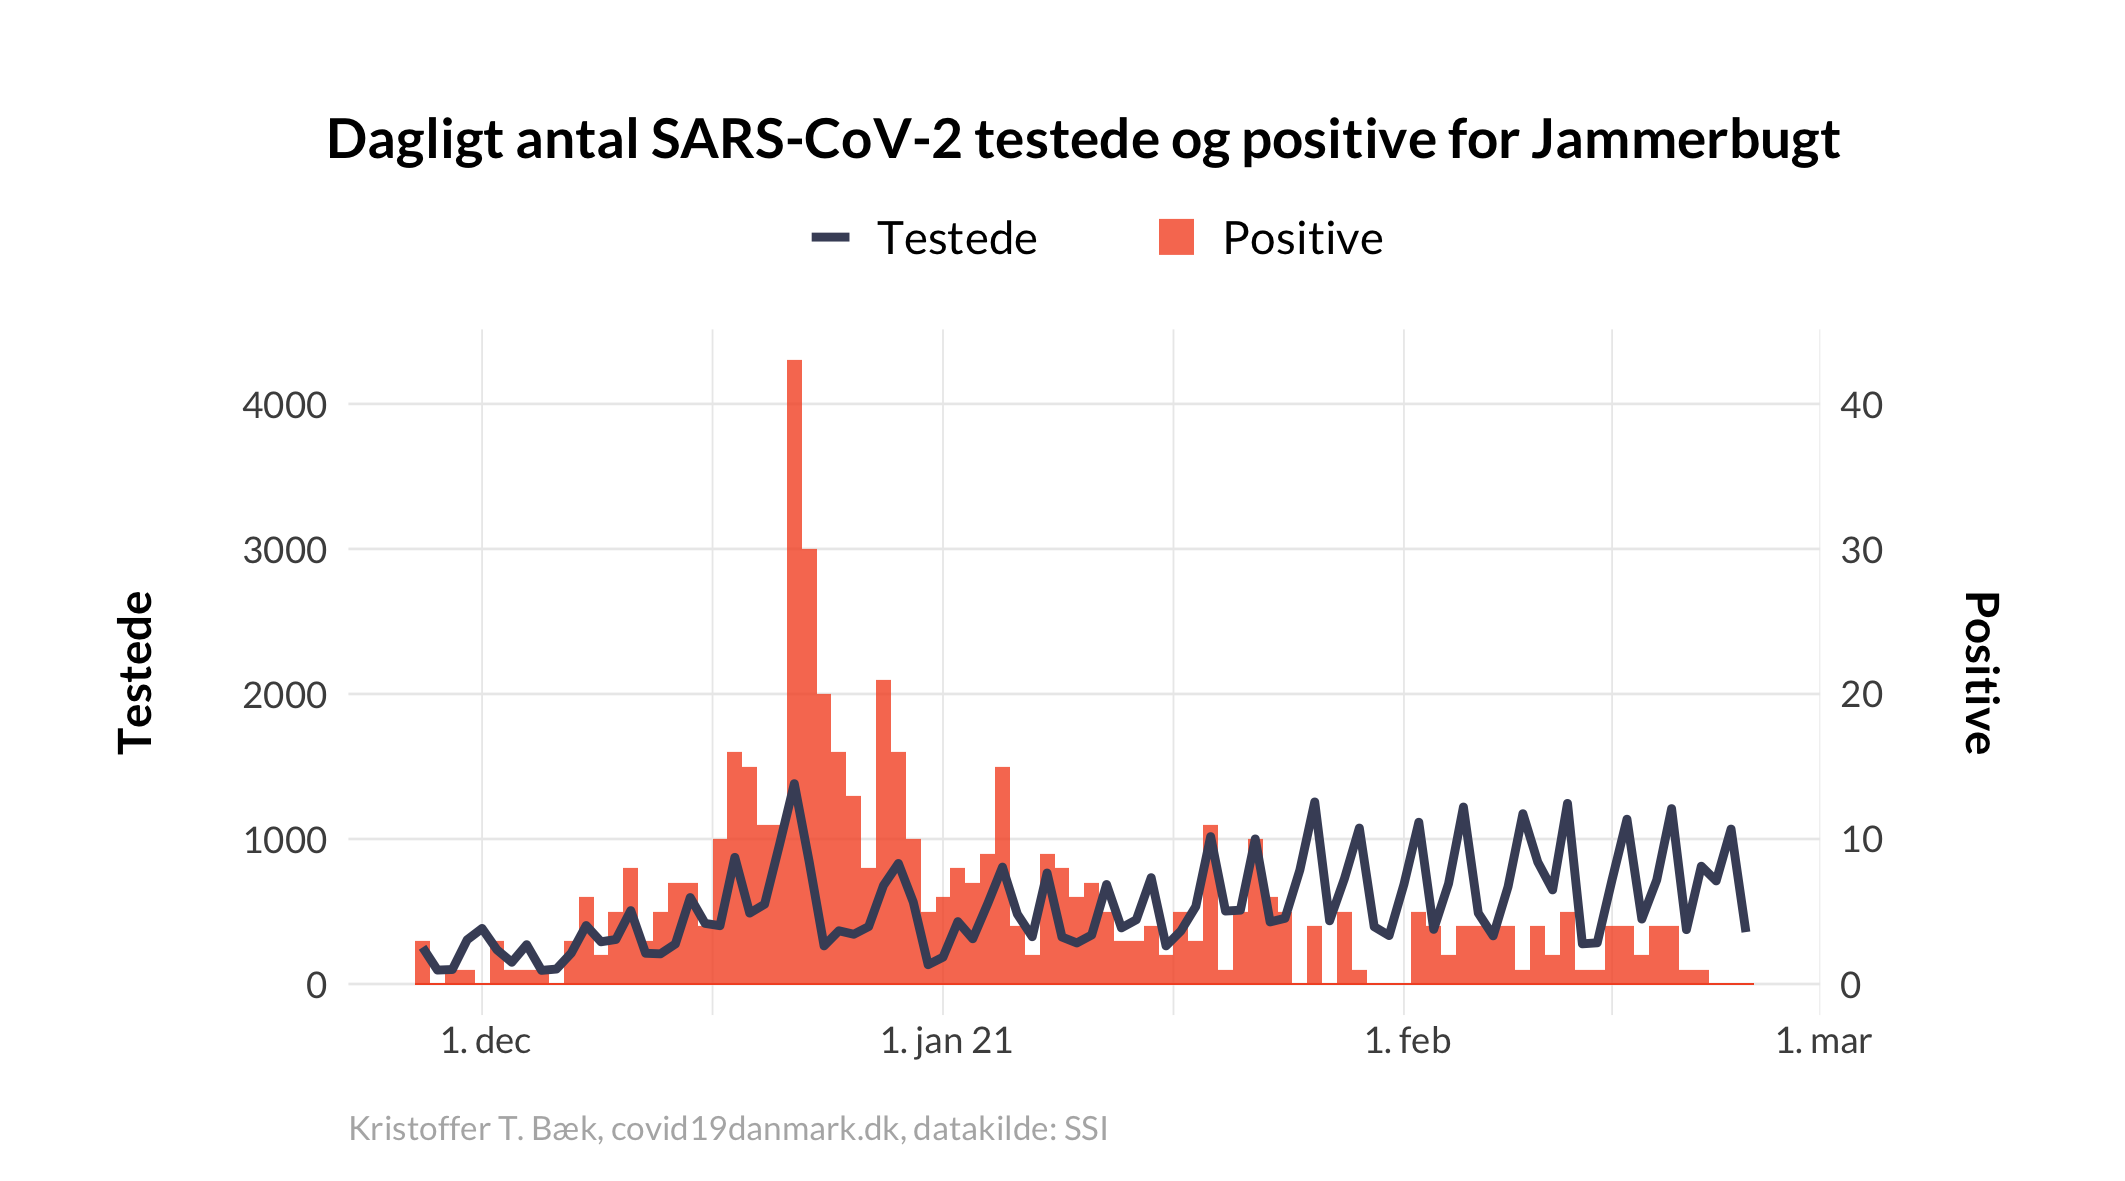 Dagligt antal SARS-CoV-2 testede og positive for Jammerbugt
Testede
Positive
4000
3000
2000
1000
0
40
30
20
10
0
Testede
Positive
1. dec
1. jan 21
1. feb
1. mar
Kristoffer T. Bæk, covid19danmark.dk, datakilde: SSI